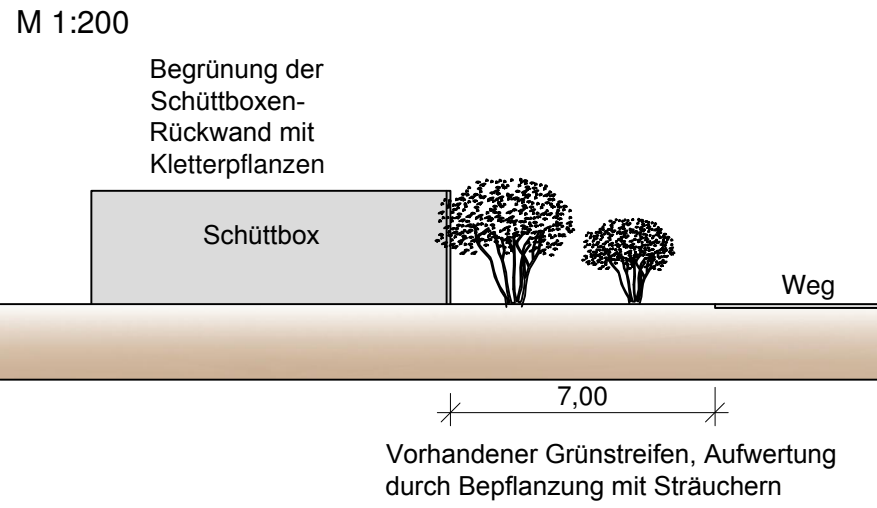 M 1:200
Begrünung der
Schüttboxen-
Rückwand mit
Kletterpflanzen
Schüttbox
Weg
7,00
Vorhandener Grünstreifen, Aufwertung
durch Bepflanzung mit Sträuchern